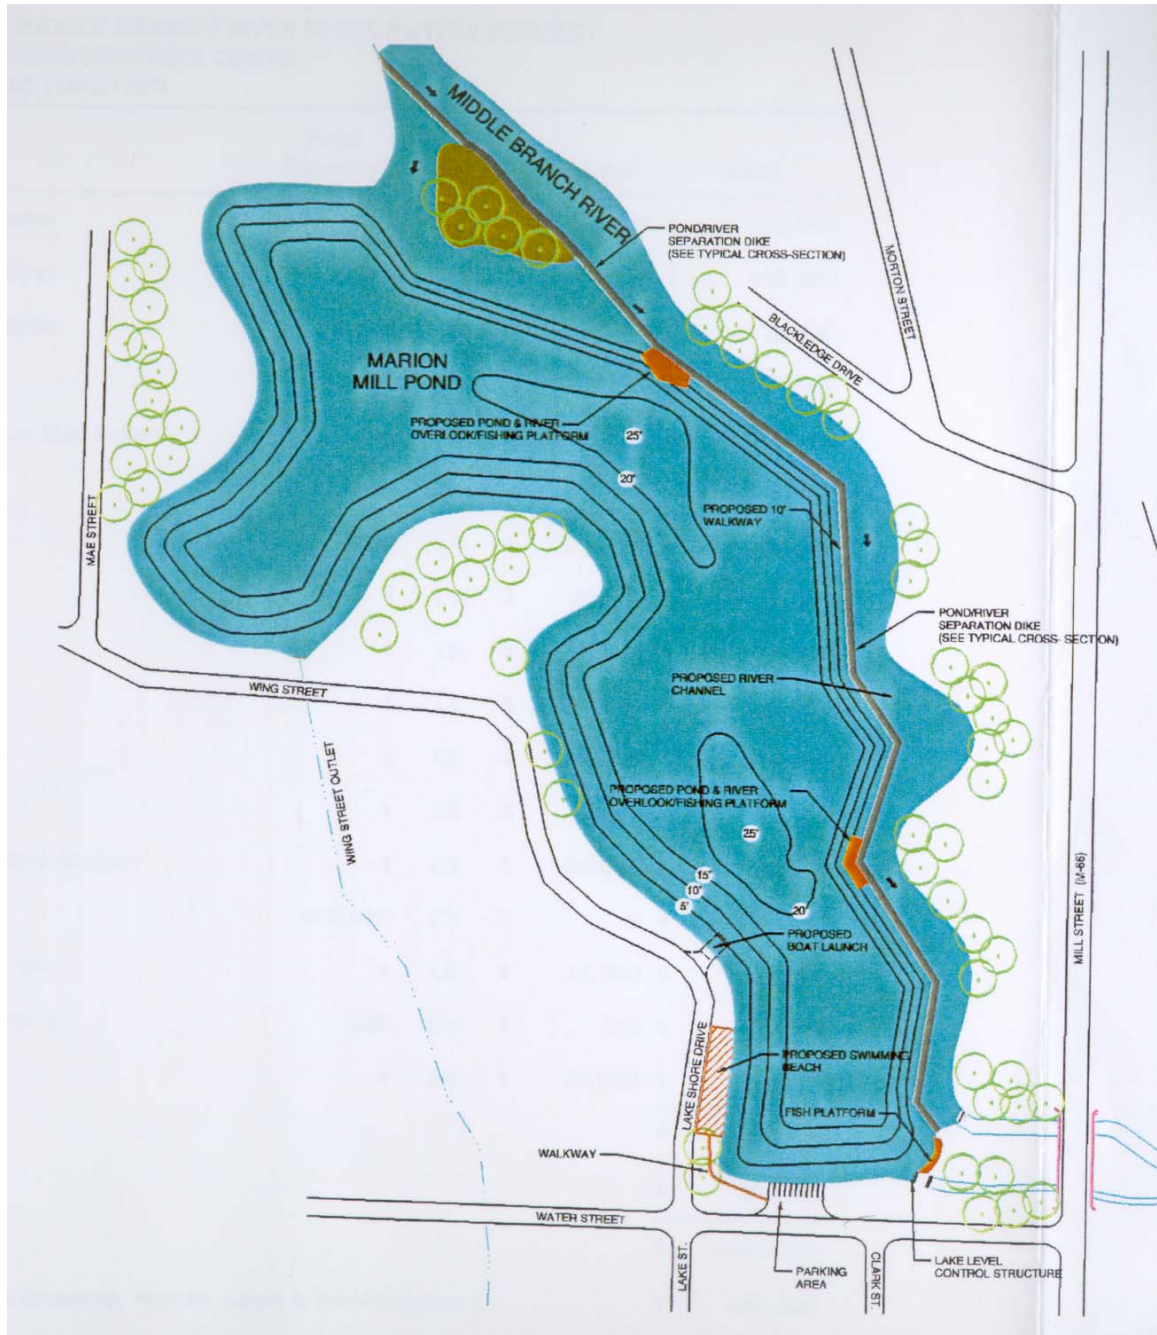 MIDDLE BRANCH RIVER
POND/RIVER
SEPARATION DIKE
(SEE TYPICAL CROSS-SECTION)
MORTON STREET
BLACKLEDGE DRIVE
MARION
MILL POND
PROPOSED POND & RIVER
OVERLOOK/FISHING PLATFORM
25'
20'
PROPOSED 10'
WALKWAY
MAE STREET
POND/RIVER
SEPARATION DIKE
(SEE TYPICAL CROSS- SECTION)
WING STREET
PROPOSED RIVER
CHANNEL
WING STREET OUTLET
PROPOSED POND & RIVER
OVERLOOK/FISHING PLATFORM
25'
15'
10'
5'
20'
PROPOSED
BOAT LAUNCH
MILL STREET (M-66)
LAKE SHORE DRIVE
PROPOSED SWIMMING
BEACH
FISH PLATFORM
WALKWAY
WATER STREET
LAKE ST.
PARKING
AREA
CLARK ST.
LAKE LEVEL
CONTROL STRUCTURE